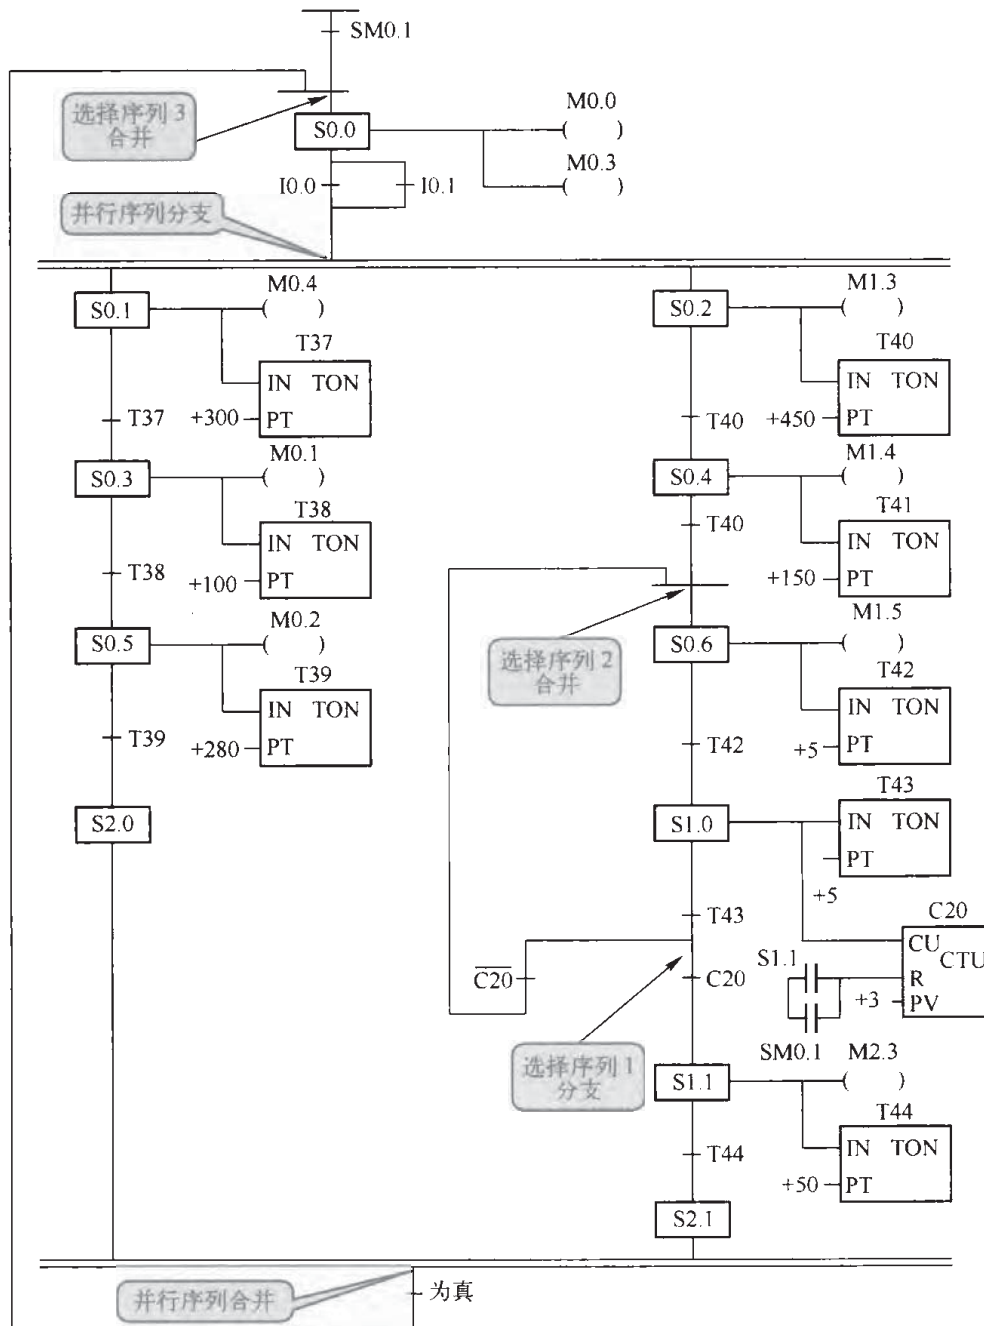 SM0.1
选择序列 3
合并
S0.0
M0.0
( )
M0.3
( )
I0.0
I0.1
并行序列分支
S0.1
M0.4
( )
T37
IN TON
+300 PT
T37
S0.3
M0.1
( )
T38
IN TON
+100 PT
T38
S0.5
M0.2
( )
T39
IN TON
+280 PT
T39
S2.0
S0.2
M1.3
( )
T40
IN TON
+450 PT
T40
S0.4
M1.4
( )
T41
IN TON
+150 PT
T40
选择序列 2
合并
S0.6
M1.5
( )
T42
IN TON
+5 PT
T42
S1.0
T43
IN TON
PT
+5
T43
C20
CU
CTU
R
+3 PV
S1.1
SM0.1
C̅2̅0̅
C20
选择序列 1
分支
S1.1
M2.3
( )
T44
IN TON
+50 PT
T44
S2.1
并行序列合并
为真